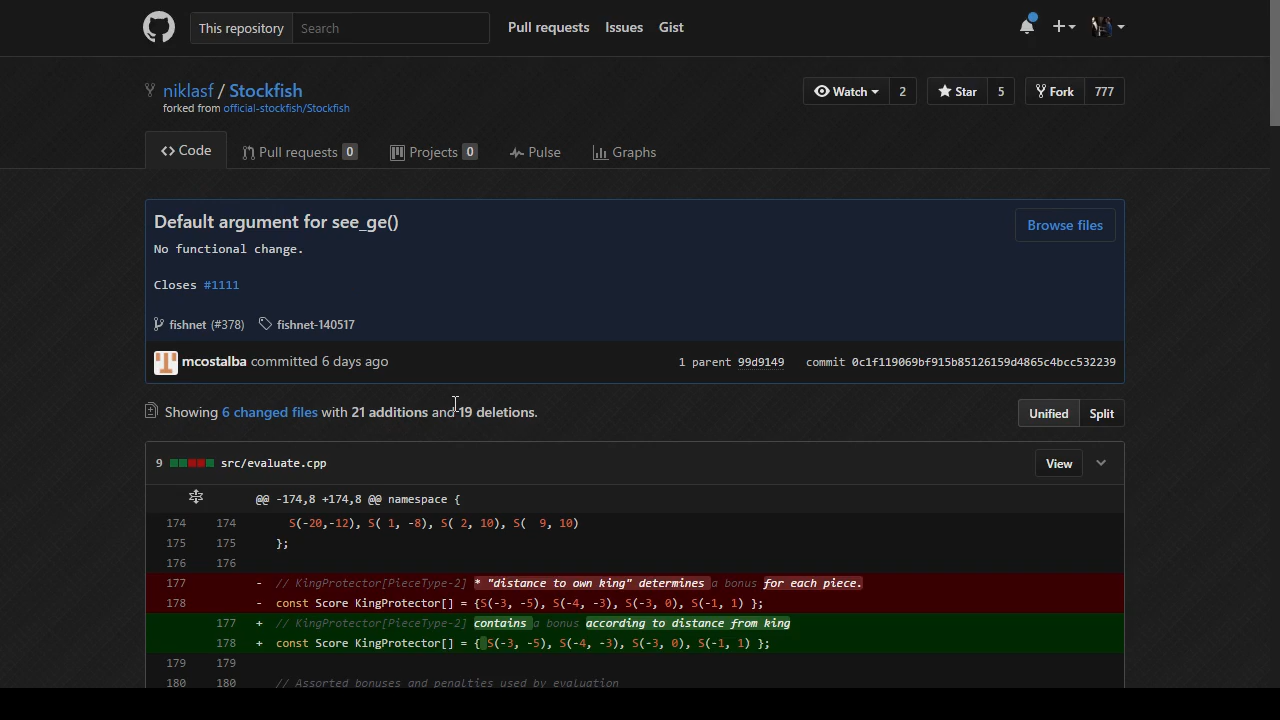 This repository Search Pull requests Issues Gist
niklasf / Stockfish
forked from official-stockfish/Stockfish
Watch 2 Star 5 Fork 777
<> Code Pull requests 0 Projects 0 Pulse Graphs
Default argument for see_ge()
Browse files
No functional change.
Closes #1111
fishnet (#378) fishnet-140517
mcostalba committed 6 days ago 1 parent 99d9149 commit 0c1f119069bf915b85126159d4865c4bcc532239
Showing 6 changed files with 21 additions and 19 deletions. Unified Split
9 src/evaluate.cpp View
@@ -174,8 +174,8 @@ namespace {
174 174 S(-20,-12), S( 1, -8), S( 2, 10), S( 9, 10)
175 175 };
176 176
177 - // KingProtector[PieceType-2] * "distance to own king" determines a bonus for each piece.
178 - const Score KingProtector[] = {S(-3, -5), S(-4, -3), S(-3, 0), S(-1, 1) };
177 + // KingProtector[PieceType-2] contains a bonus according to distance from king
178 + const Score KingProtector[] = { S(-3, -5), S(-4, -3), S(-3, 0), S(-1, 1) };
179 179
180 180 // Assorted bonuses and penalties used by evaluation